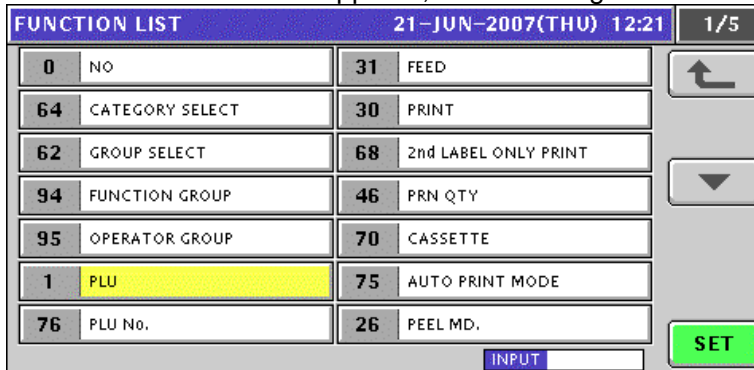 FUNCTION LIST 21-JUN-2007(THU) 12:21 1/5
0 NO 31 FEED
64 CATEGORY SELECT 30 PRINT
62 GROUP SELECT 68 2nd LABEL ONLY PRINT
94 FUNCTION GROUP 46 PRN QTY
95 OPERATOR GROUP 70 CASSETTE
1 PLU 75 AUTO PRINT MODE
76 PLU No. 26 PEEL MD.
SET
INPUT